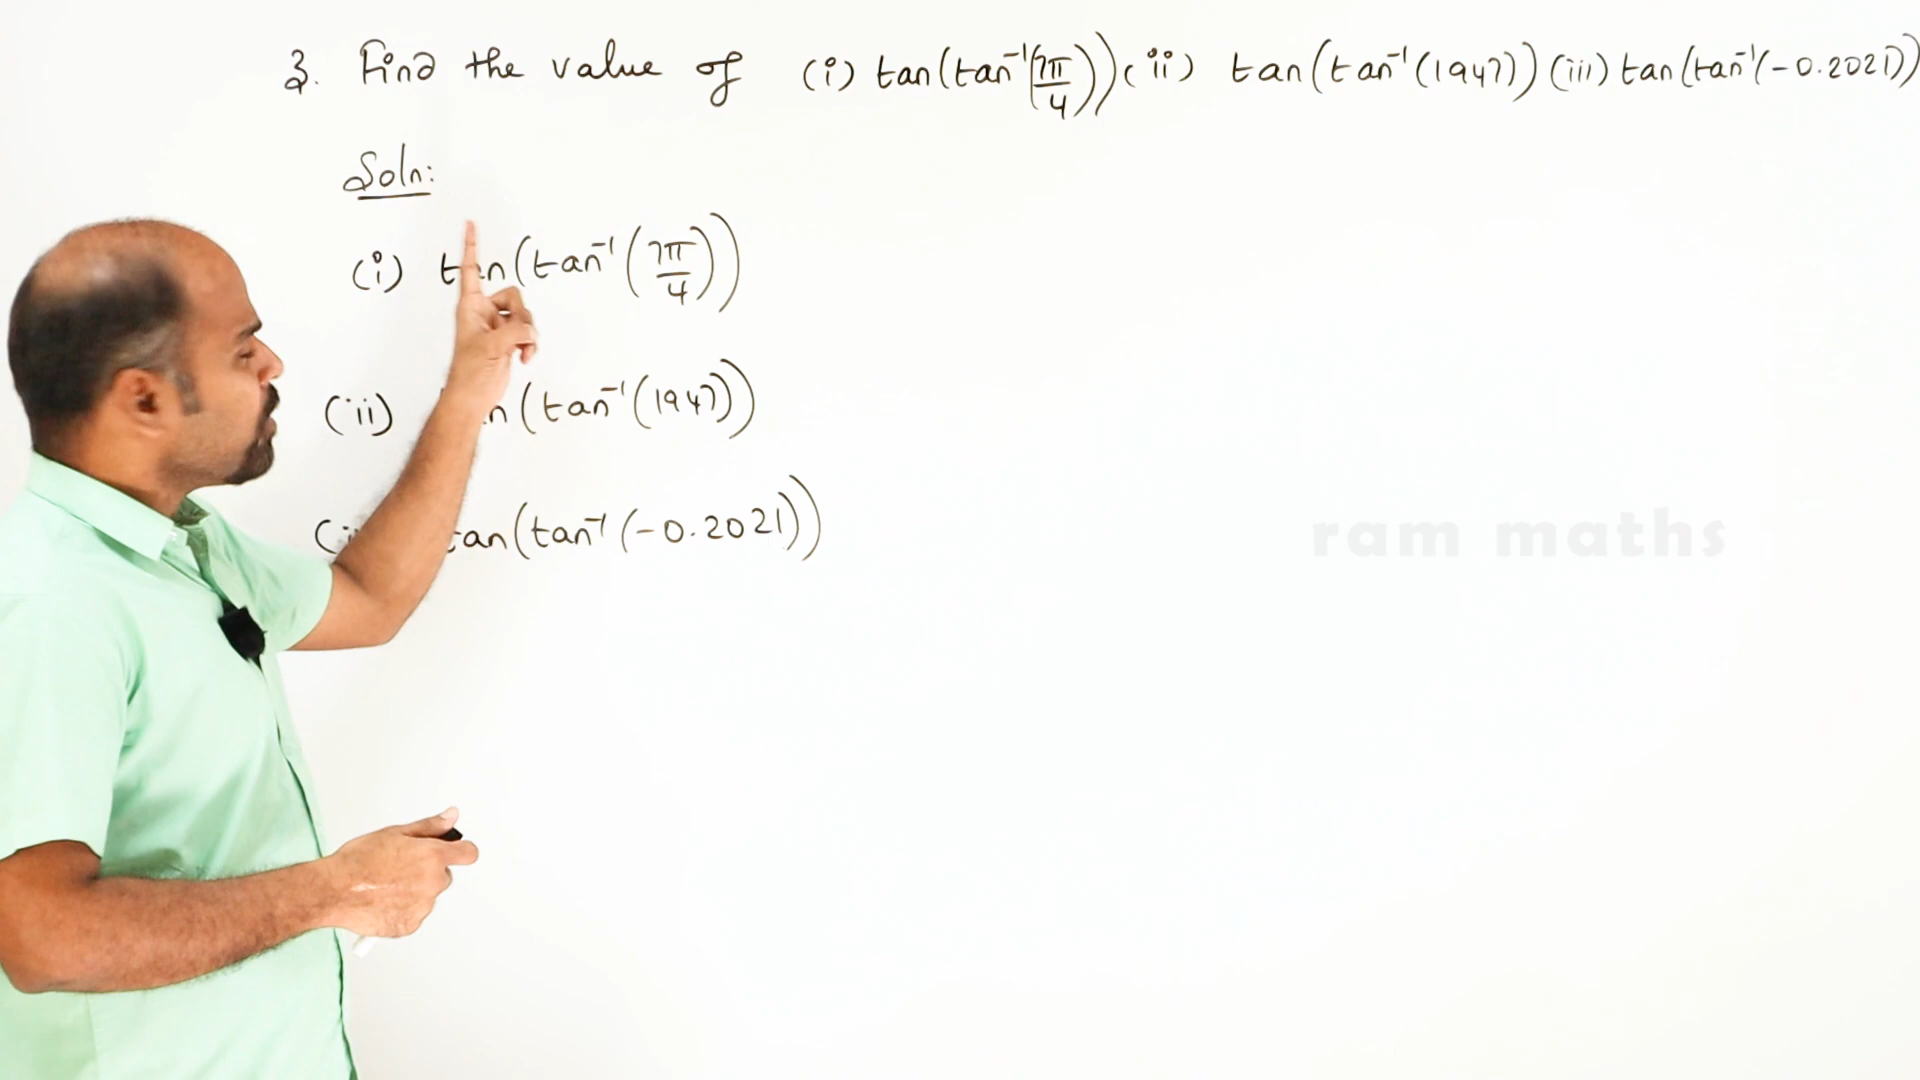 3. Find the value of (i) tan(tan⁻¹(7π/4)) (ii) tan(tan⁻¹(1947)) (iii) tan(tan⁻¹(-0.2021))
Soln:
(i) tan(tan⁻¹(7π/4))
(ii) n(tan⁻¹(1947))
tan(tan⁻¹(-0.2021))
ram maths